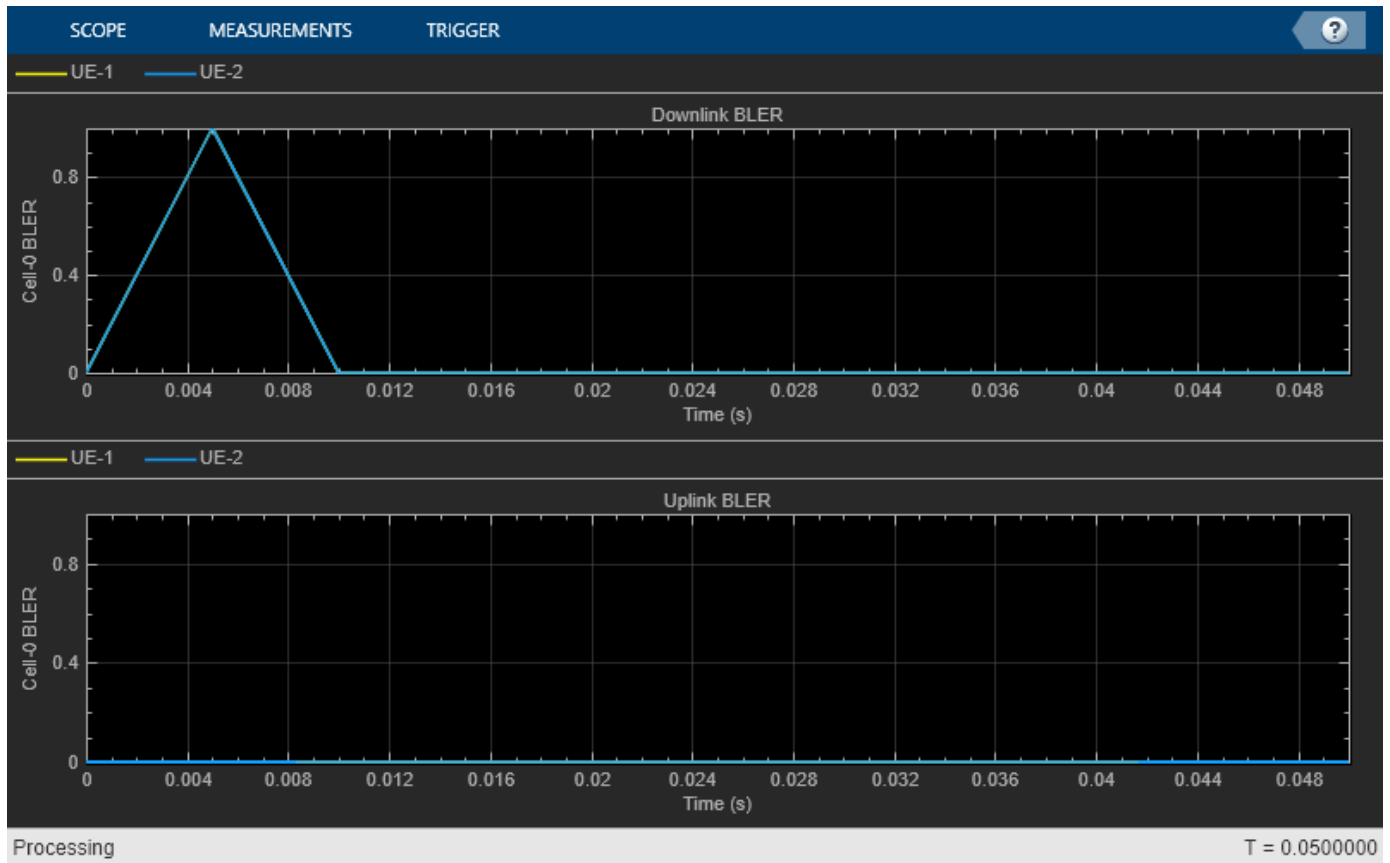 SCOPE MEASUREMENTS TRIGGER ?
UE-1 UE-2
Downlink BLER
0.8
0.4
0
Cell-0 BLER
0 0.004 0.008 0.012 0.016 0.02 0.024 0.028 0.032 0.036 0.04 0.044 0.048
Time (s)
UE-1 UE-2
Uplink BLER
0.8
0.4
0
Cell-0 BLER
0 0.004 0.008 0.012 0.016 0.02 0.024 0.028 0.032 0.036 0.04 0.044 0.048
Time (s)
Processing T = 0.0500000